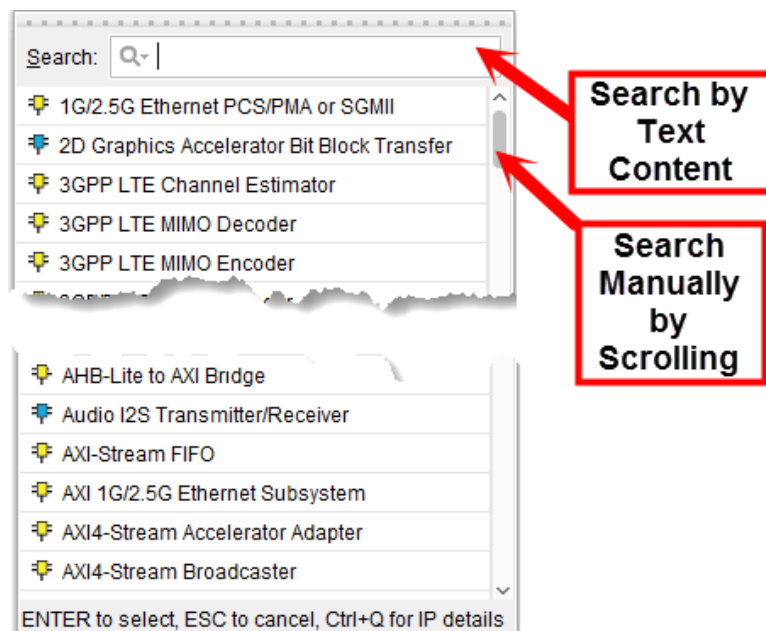 Search:
1G/2.5G Ethernet PCS/PMA or SGMII
2D Graphics Accelerator Bit Block Transfer
3GPP LTE Channel Estimator
3GPP LTE MIMO Decoder
3GPP LTE MIMO Encoder
AHB-Lite to AXI Bridge
Audio I2S Transmitter/Receiver
AXI-Stream FIFO
AXI 1G/2.5G Ethernet Subsystem
AXI4-Stream Accelerator Adapter
AXI4-Stream Broadcaster
ENTER to select, ESC to cancel, Ctrl+Q for IP details
Search by
Text
Content
Search
Manually
by
Scrolling